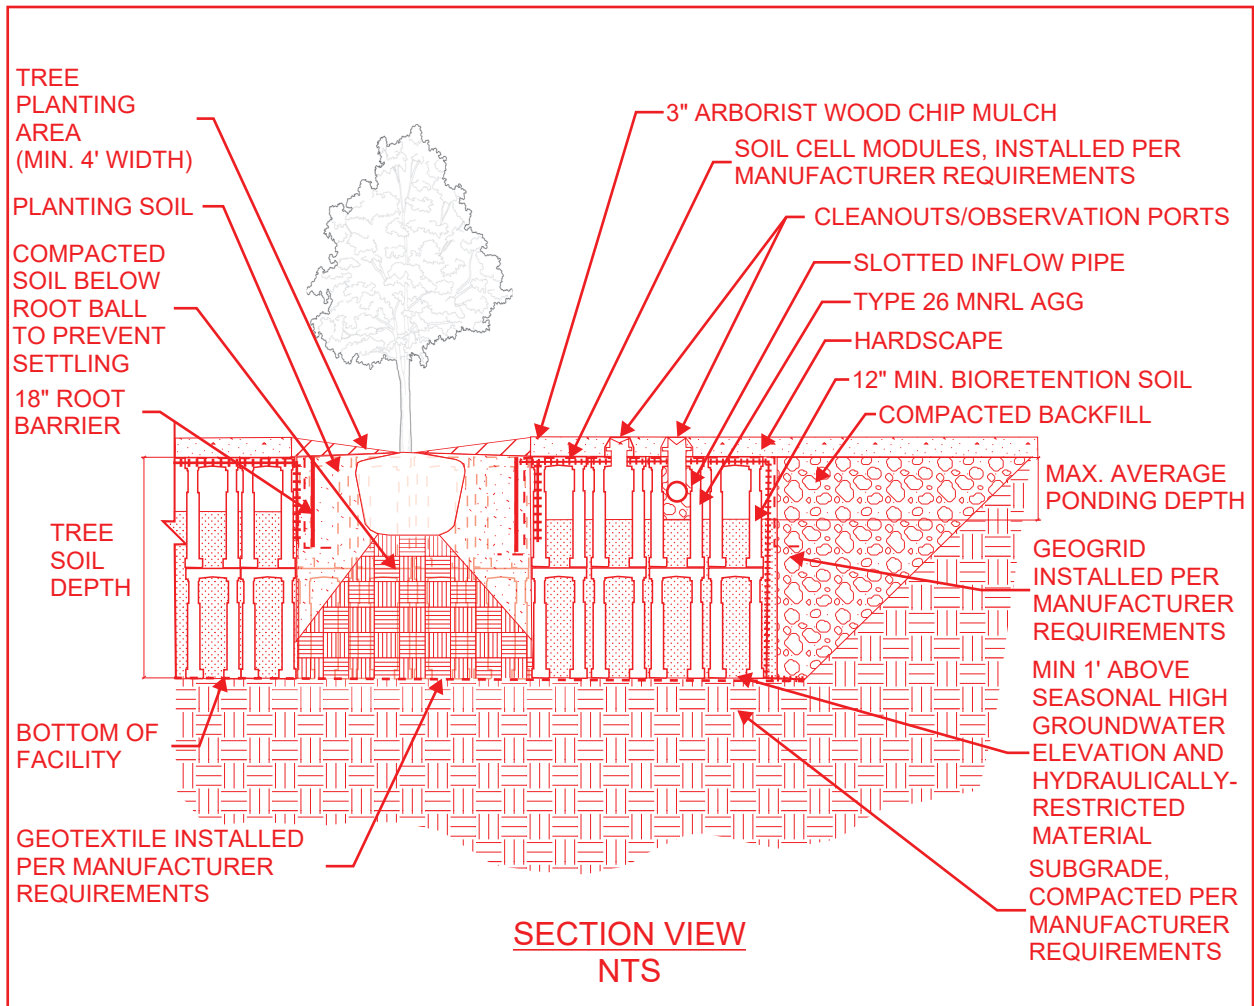 TREE
PLANTING
AREA
(MIN. 4' WIDTH)
PLANTING SOIL
COMPACTED
SOIL BELOW
ROOT BALL
TO PREVENT
SETTLING
18" ROOT
BARRIER
TREE
SOIL
DEPTH
BOTTOM OF
FACILITY
GEOTEXTILE INSTALLED
PER MANUFACTURER
REQUIREMENTS
3" ARBORIST WOOD CHIP MULCH
SOIL CELL MODULES, INSTALLED PER
MANUFACTURER REQUIREMENTS
CLEANOUTS/OBSERVATION PORTS
SLOTTED INFLOW PIPE
TYPE 26 MNRL AGG
HARDSCAPE
12" MIN. BIORETENTION SOIL
COMPACTED BACKFILL
MAX. AVERAGE
PONDING DEPTH
GEOGRID
INSTALLED PER
MANUFACTURER
REQUIREMENTS
MIN 1' ABOVE
SEASONAL HIGH
GROUNDWATER
ELEVATION AND
HYDRAULICALLY-
RESTRICTED
MATERIAL
SUBGRADE,
COMPACTED PER
MANUFACTURER
REQUIREMENTS
SECTION VIEW
NTS